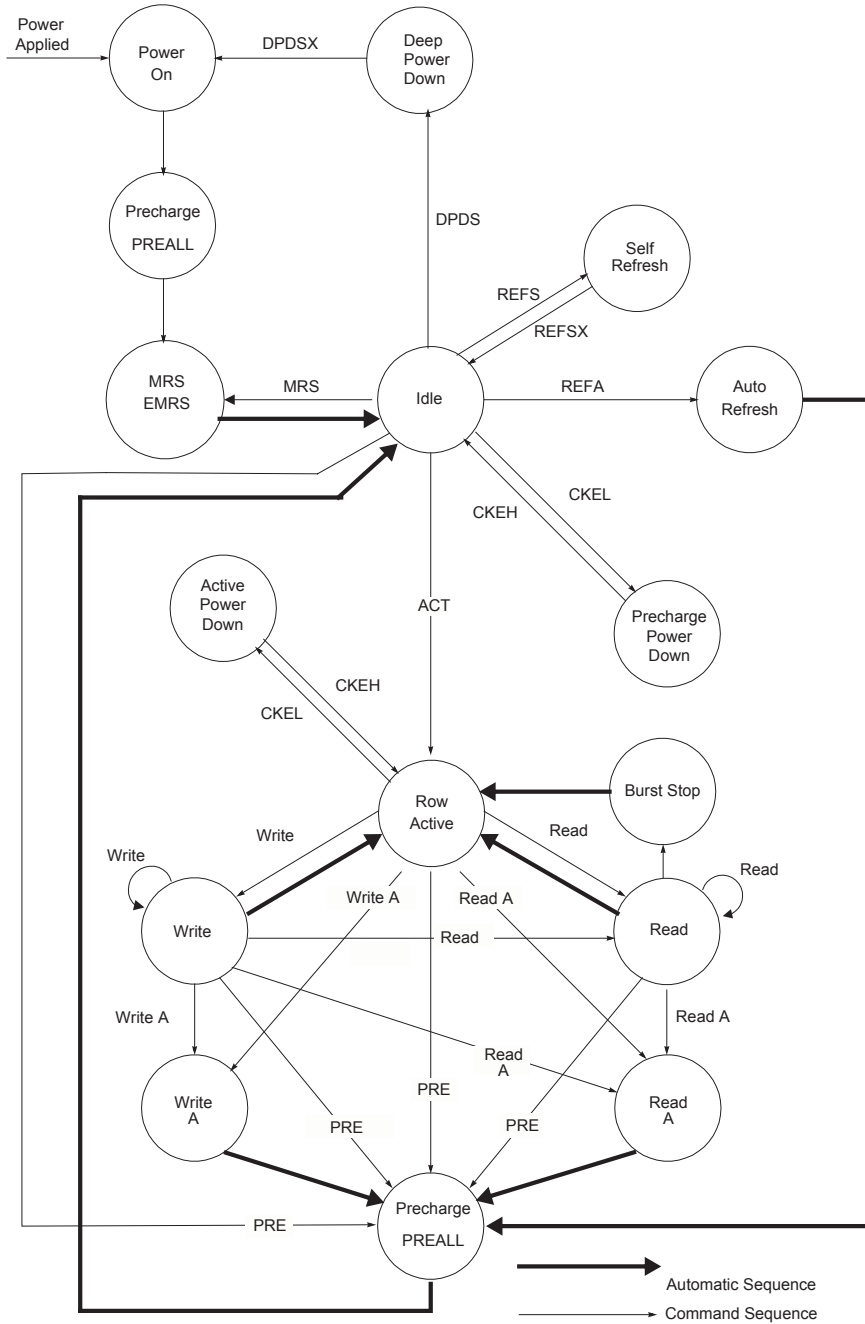 Power
Applied
Power
On
DPDSX
Deep
Power
Down
Precharge
PREALL
DPDS
Self
Refresh
REFS
REFSX
MRS
EMRS
MRS
Idle
REFA
Auto
Refresh
CKEL
CKEH
Active
Power
Down
ACT
Precharge
Power
Down
CKEH
CKEL
Row
Active
Burst Stop
Write
Read
Write
Write A
Read A
Read
Write
Read
Read
Write A
Read A
Read
A
Write
A
PRE
PRE
PRE
Read
A
Precharge
PREALL
PRE
Automatic Sequence
Command Sequence